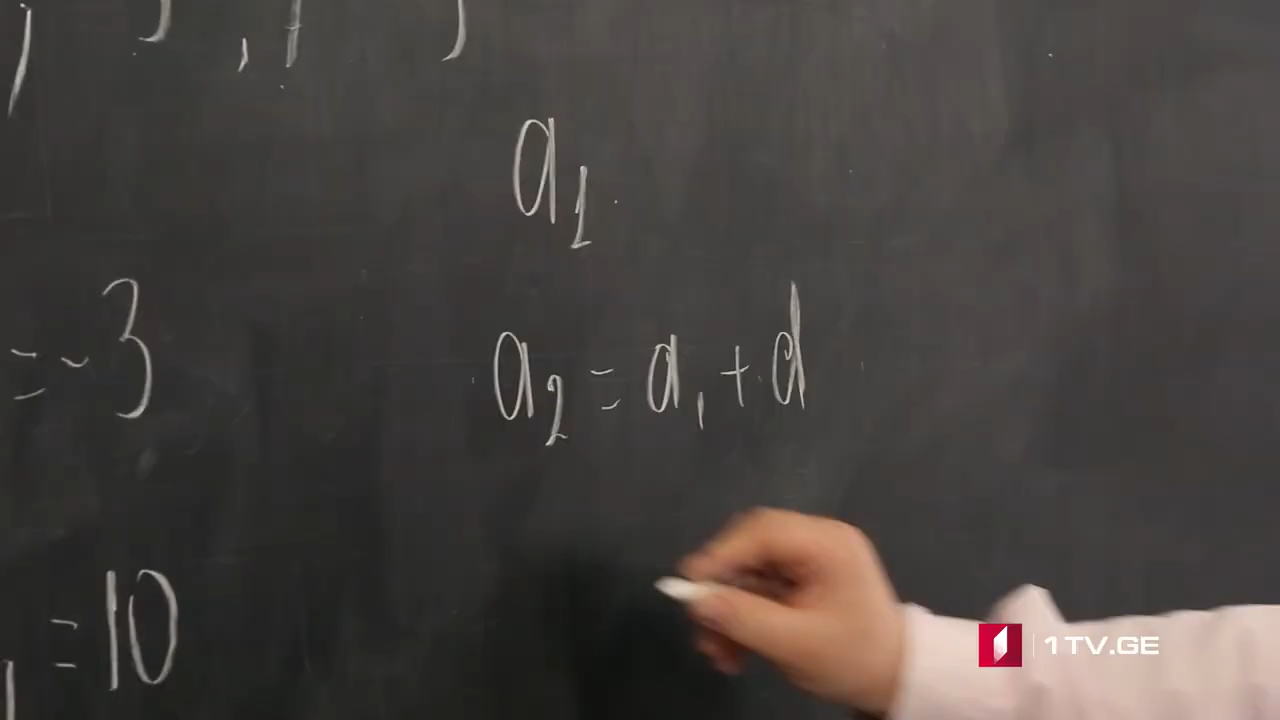 a₁
= -3
a₂ = a₁ + d
= 10
1TV.GE